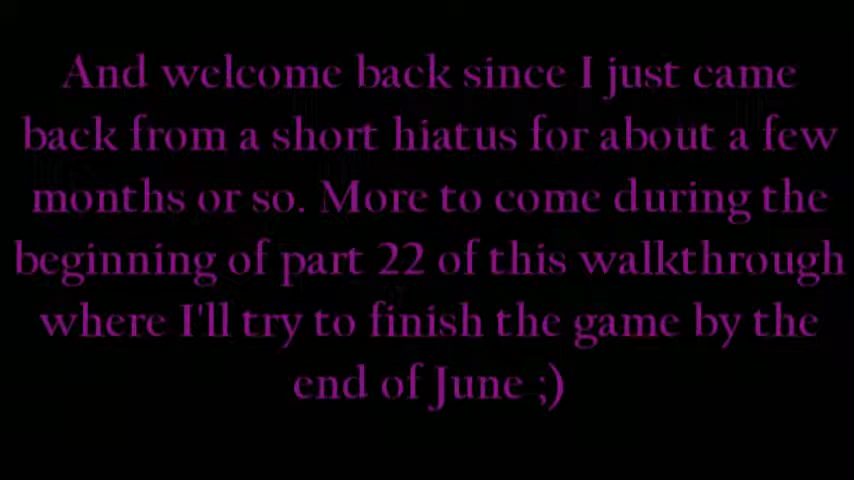 And welcome back since I just came
back from a short hiatus for about a few
months or so. More to come during the
beginning of part 22 of this walkthrough
where I'll try to finish the game by the
end of June ;)